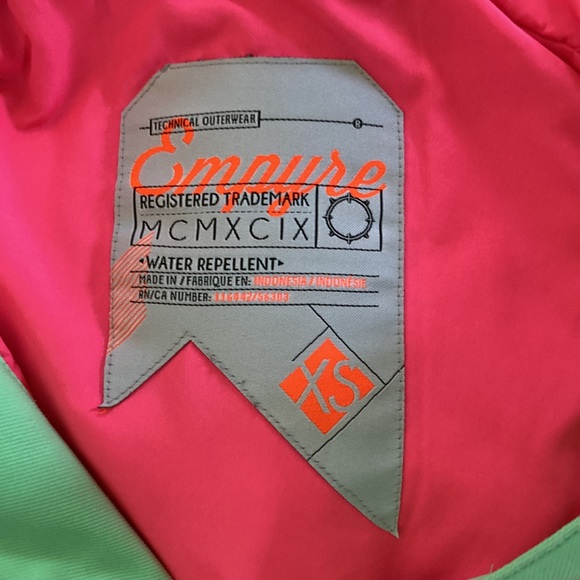 TECHNICAL OUTERWEAR ®
Empyre
REGISTERED TRADEMARK
MCMXCIX
WATER REPELLENT
MADE IN / FABRIQUE EN: INDONESIA / INDONESIE
RN/CA NUMBER:
XS